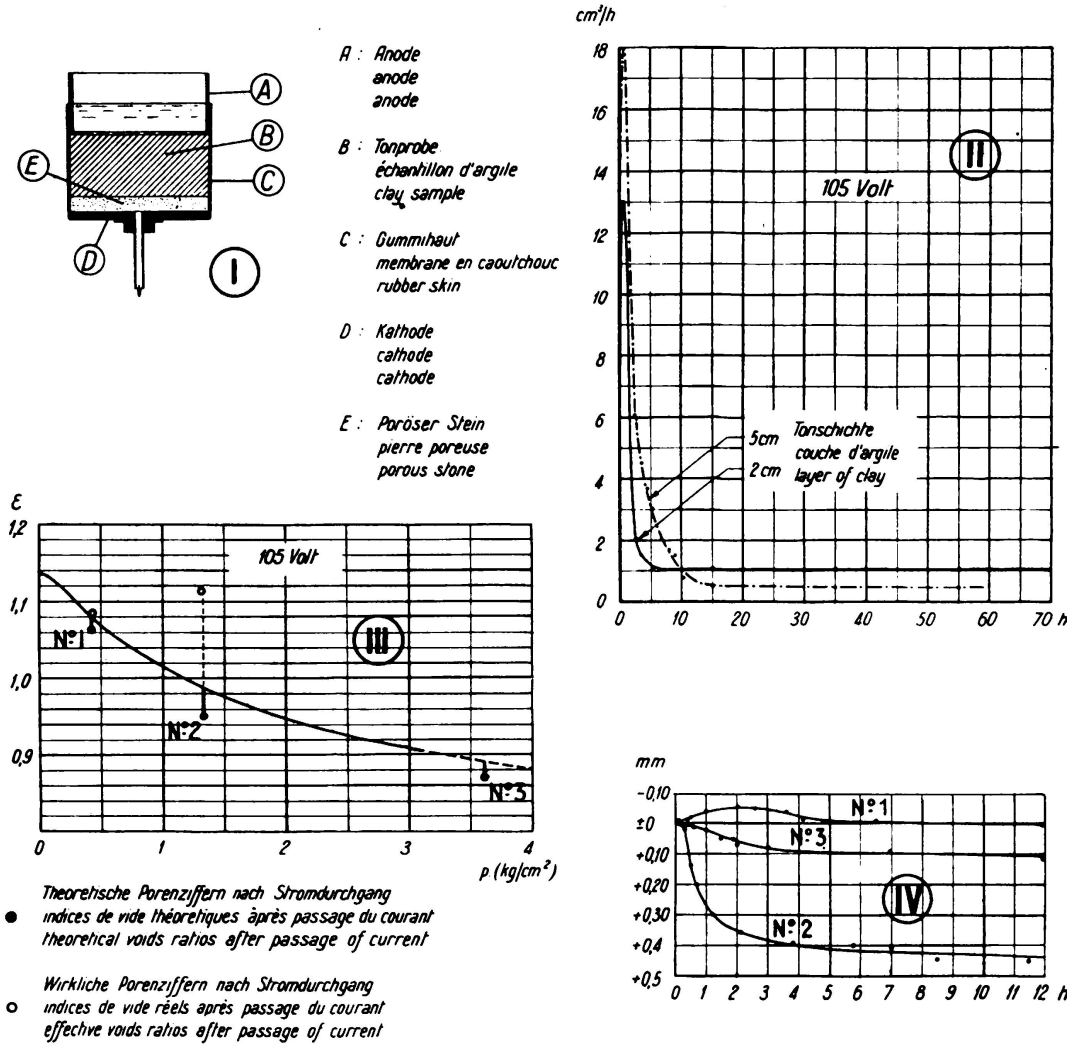 A
B
E
C
D
I
A : Anode
anode
anode
B : Tonprobe
échantillon d'argile
clay sample
C : Gummihaut
membrane en caoutchouc
rubber skin
D : Kathode
cathode
cathode
E : Poröser Stein
pierre poreuse
porous stone
cm³/h
18
16
14
12
10
8
6
4
2
0
105 Volt
II
5cm Tonschichte
couche d'argile
2cm layer of clay
0 10 20 30 40 50 60 70 h
ε
1,2
1,1
1,0
0,9
105 Volt
III
Nº1
Nº2
Nº3
0 1 2 3 4
p (kg/cm²)
Theoretische Porenziffern nach Stromdurchgang
indices de vide théoretiques àprès passage du courant
theoretical voids ratios after passage of current
Wirkliche Porenziffern nach Stromdurchgang
indices de vide réels après passage du courant
effective voids ratios after passage of current
mm
-0,10
±0
+0,10
+0,20
+0,30
+0,4
+0,5
Nº1
Nº3
Nº2
IV
0 1 2 3 4 5 6 7 8 9 10 11 12 h